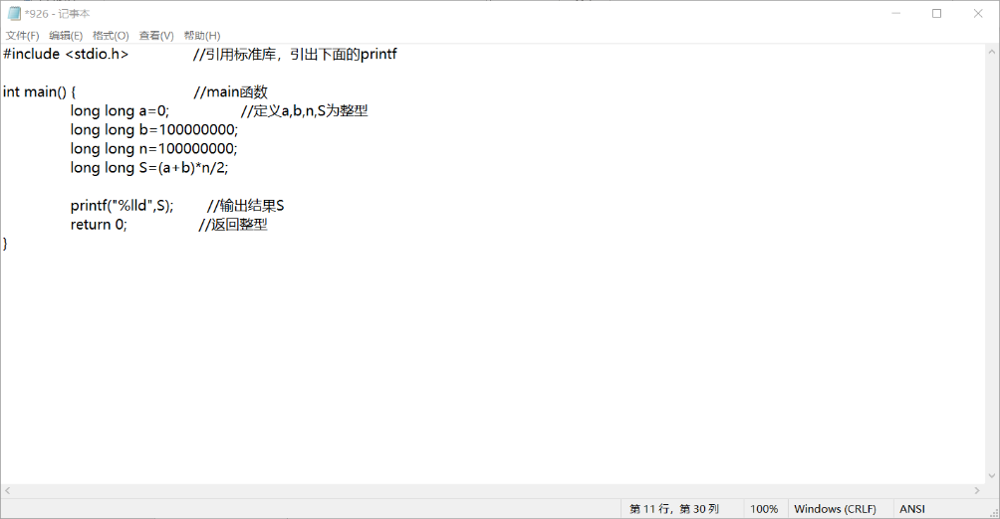 *926 - 记事本
文件(F) 编辑(E) 格式(O) 查看(V) 帮助(H)
#include <stdio.h> //引用标准库，引出下面的printf
int main() { //main函数
long long a=0; //定义a,b,n,S为整型
long long b=100000000;
long long n=100000000;
long long S=(a+b)*n/2;
printf("%lld",S); //输出结果S
return 0; //返回整型
}
第 11 行，第 30 列 100% Windows (CRLF) ANSI